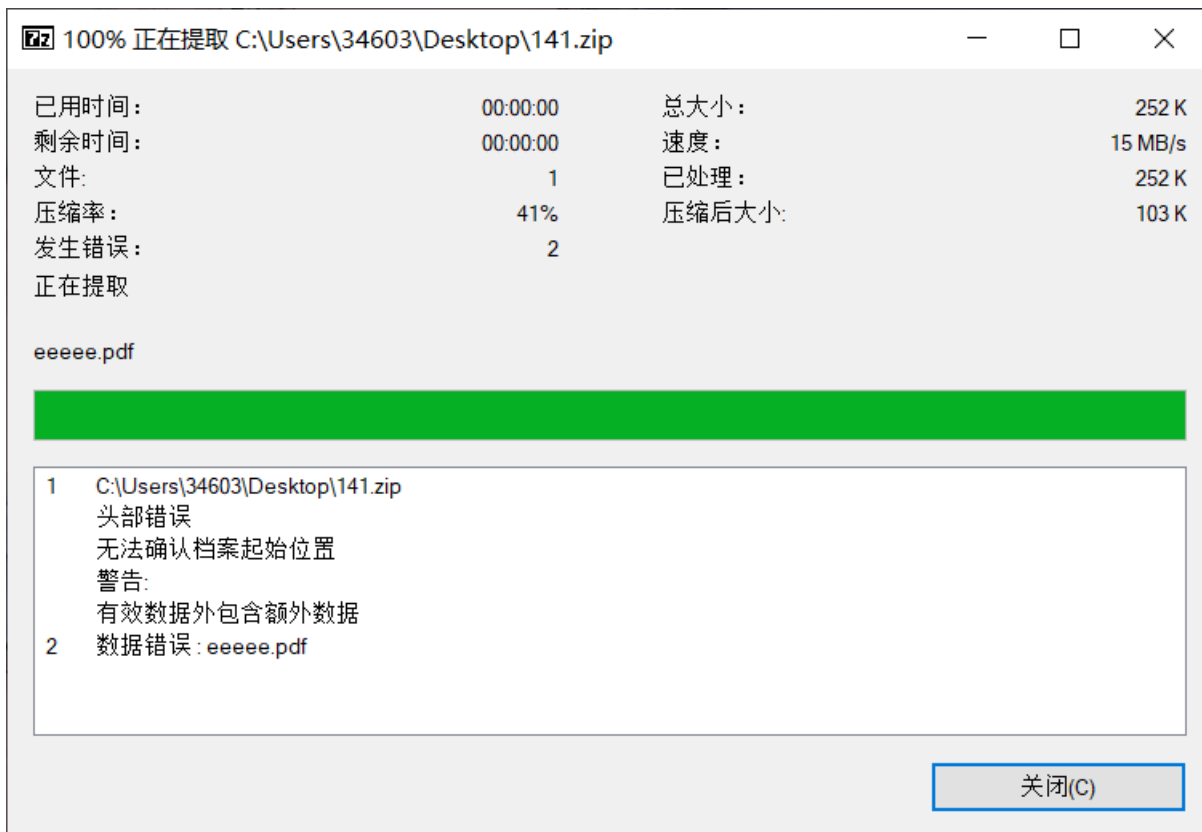 7z 100% 正在提取 C:\Users\34603\Desktop\141.zip
已用时间： 00:00:00 总大小： 252 K
剩余时间： 00:00:00 速度： 15 MB/s
文件: 1 已处理： 252 K
压缩率： 41% 压缩后大小: 103 K
发生错误： 2
正在提取
eeeee.pdf
1 C:\Users\34603\Desktop\141.zip
头部错误
无法确认档案起始位置
警告:
有效数据外包含额外数据
2 数据错误 : eeeee.pdf
关闭(C)